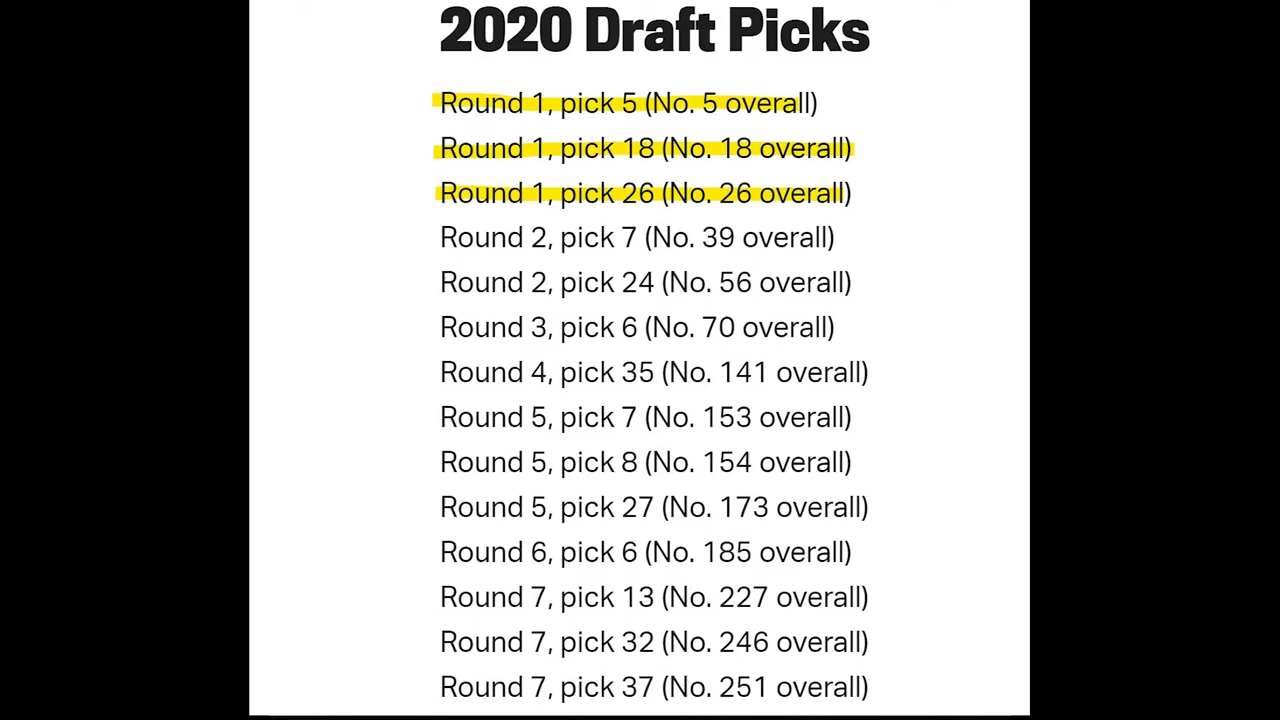 2020 Draft Picks
Round 1, pick 5 (No. 5 overall)
Round 1, pick 18 (No. 18 overall)
Round 1, pick 26 (No. 26 overall)
Round 2, pick 7 (No. 39 overall)
Round 2, pick 24 (No. 56 overall)
Round 3, pick 6 (No. 70 overall)
Round 4, pick 35 (No. 141 overall)
Round 5, pick 7 (No. 153 overall)
Round 5, pick 8 (No. 154 overall)
Round 5, pick 27 (No. 173 overall)
Round 6, pick 6 (No. 185 overall)
Round 7, pick 13 (No. 227 overall)
Round 7, pick 32 (No. 246 overall)
Round 7, pick 37 (No. 251 overall)